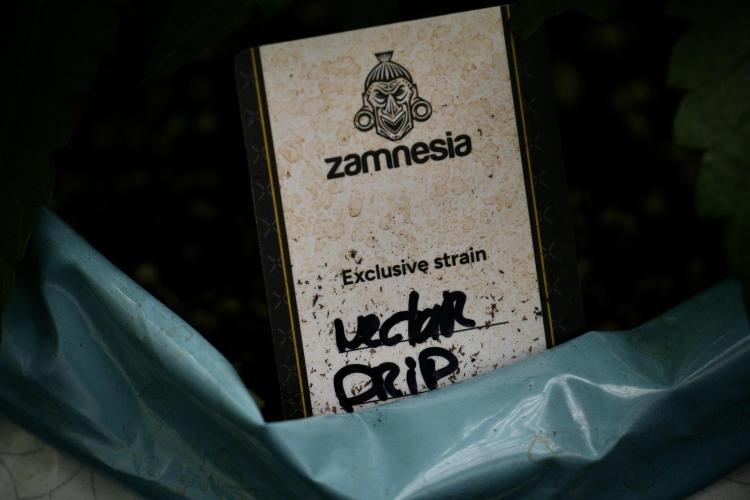 zamnesia
Exclusive strain
Nectar
DRiP